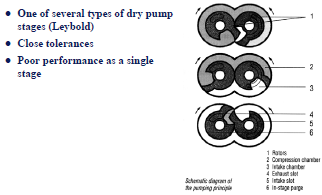 ● One of several types of dry pump
stages (Leybold)
● Close tolerances
● Poor performance as a single
stage
1
2
3
4
5
6
1 Rotors
2 Compression chamber
3 Intake chamber
4 Exhaust slot
5 Intake slot
6 In-stage purge
Schematic diagram of
the pumping principle